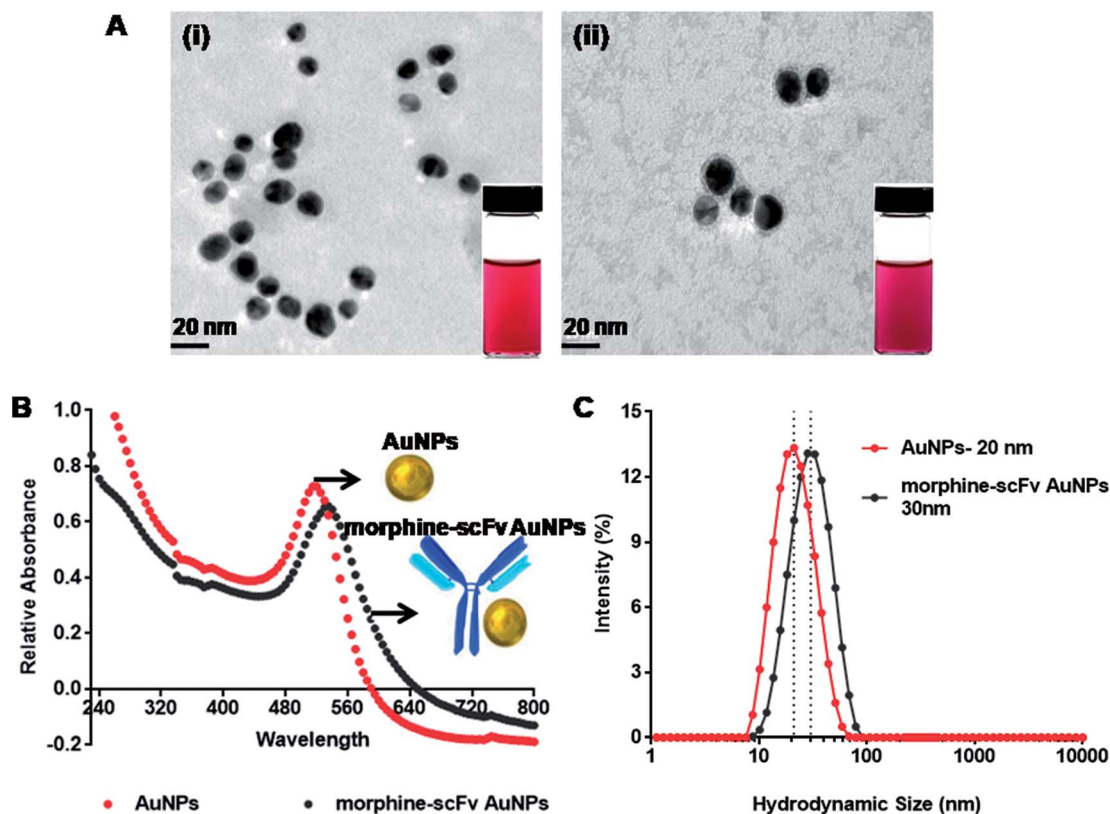 A
(i)
20 nm
(ii)
20 nm
B
1.0
0.8
0.6
0.4
0.2
0.0
-0.2
Relative Absorbance
240 320 400 480 560 640 720 800
Wavelength
AuNPs
morphine-scFv AuNPs
AuNPs
morphine-scFv AuNPs
C
15
12
9
6
3
0
Intensity (%)
1 10 100 1000 10000
Hydrodynamic Size (nm)
AuNPs- 20 nm
morphine-scFv AuNPs
30nm